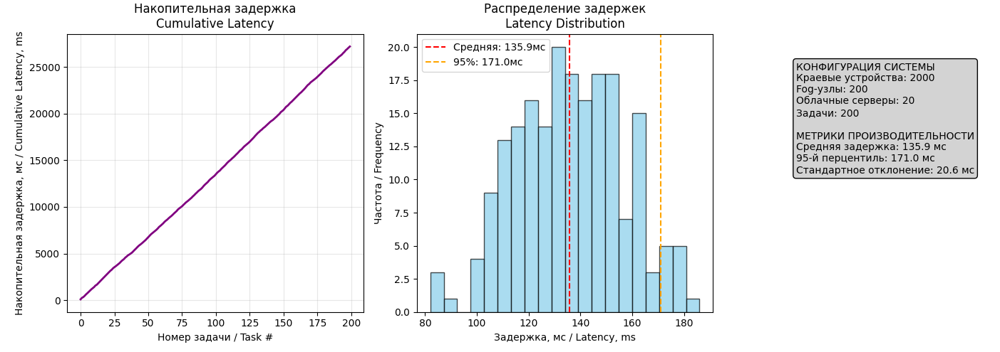 Накопительная задержка
Cumulative Latency
Накопительная задержка, мс / Cumulative Latency, ms
25000
20000
15000
10000
5000
0
0 25 50 75 100 125 150 175 200
Номер задачи / Task #
Распределение задержек
Latency Distribution
Частота / Frequency
20.0
17.5
15.0
12.5
10.0
7.5
5.0
2.5
0.0
Средняя: 135.9мс
95%: 171.0мс
80 100 120 140 160 180
Задержка, мс / Latency, ms
КОНФИГУРАЦИЯ СИСТЕМЫ
Краевые устройства: 2000
Fog-узлы: 200
Облачные серверы: 20
Задачи: 200
МЕТРИКИ ПРОИЗВОДИТЕЛЬНОСТИ
Средняя задержка: 135.9 мс
95-й перцентиль: 171.0 мс
Стандартное отклонение: 20.6 мс